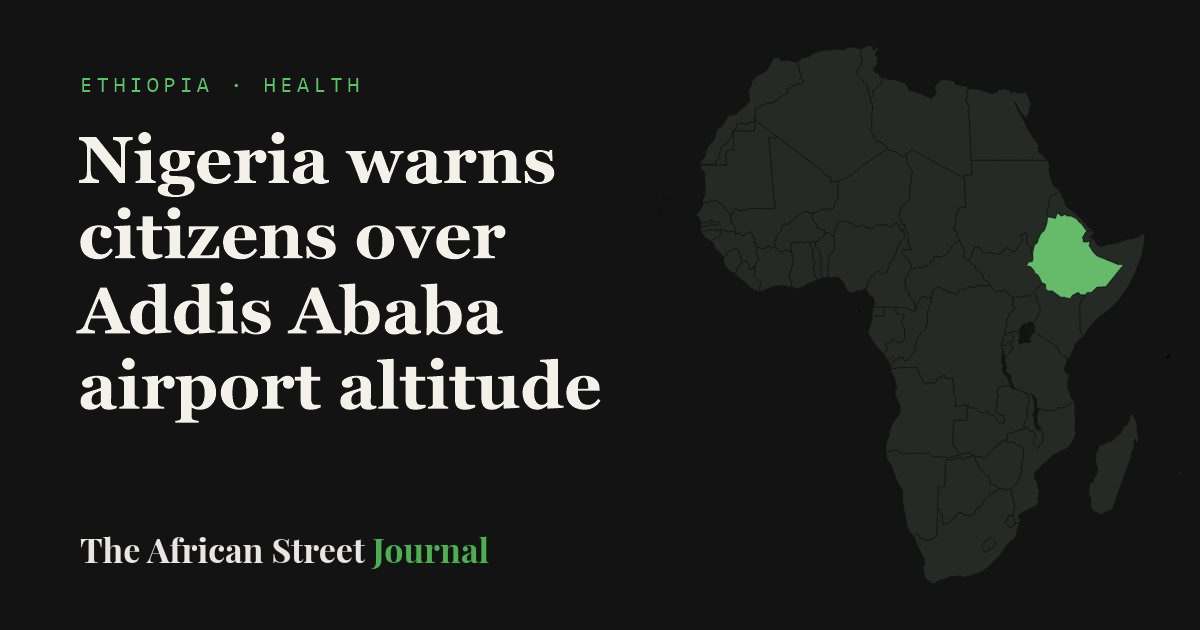 ETHIOPIA · HEALTH
Nigeria warns
citizens over
Addis Ababa
airport altitude
The African Street Journal